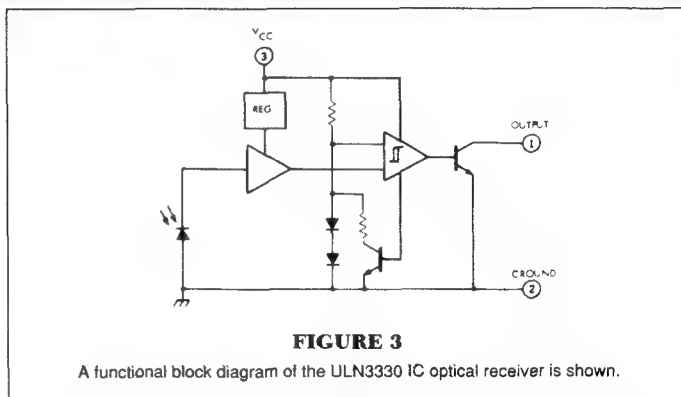 VCC
3
REG
OUTPUT
1
GROUND
2
FIGURE 3
A functional block diagram of the ULN3330 IC optical receiver is shown.